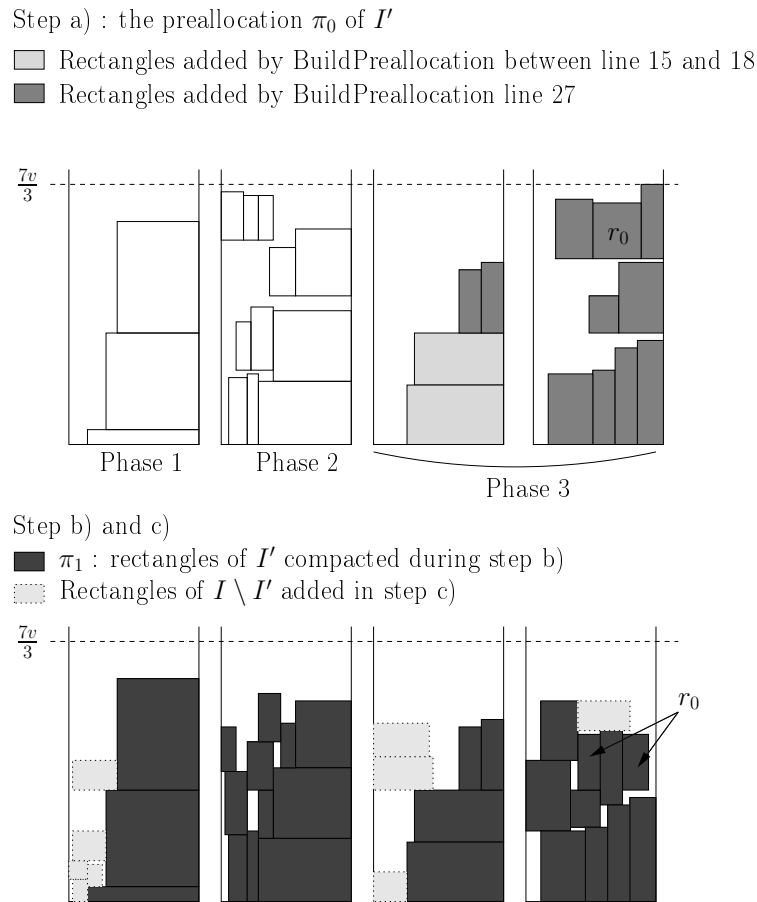 Step a) : the preallocation π₀ of I′
Rectangles added by BuildPreallocation between line 15 and 18
Rectangles added by BuildPreallocation line 27
7v/3
r₀
Phase 1
Phase 2
Phase 3
Step b) and c)
π₁ : rectangles of I′ compacted during step b)
Rectangles of I \ I′ added in step c)
7v/3
r₀